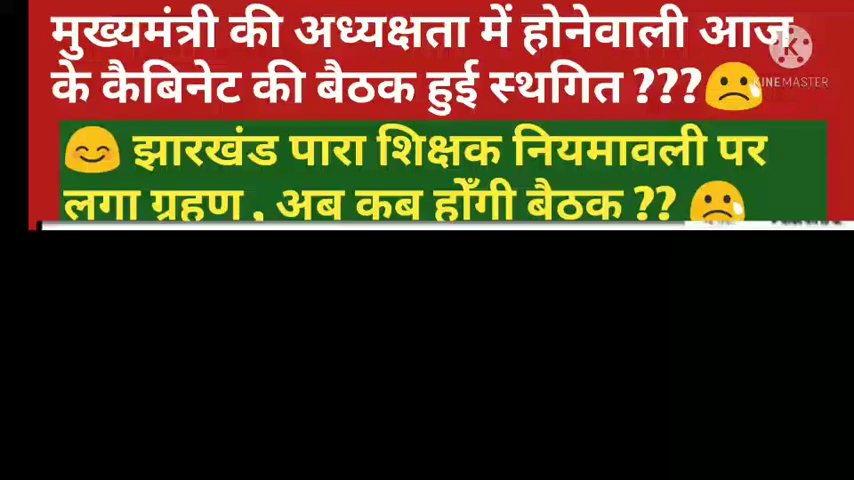 मुख्यमंत्री की अध्यक्षता में होनेवाली आज
के कैबिनेट की बैठक हुई स्थगित ???😢
KINEMASTER
😊 झारखंड पारा शिक्षक नियमावली पर
लगा ग्रहण , अब कब होँगी बैठक ?? 😢